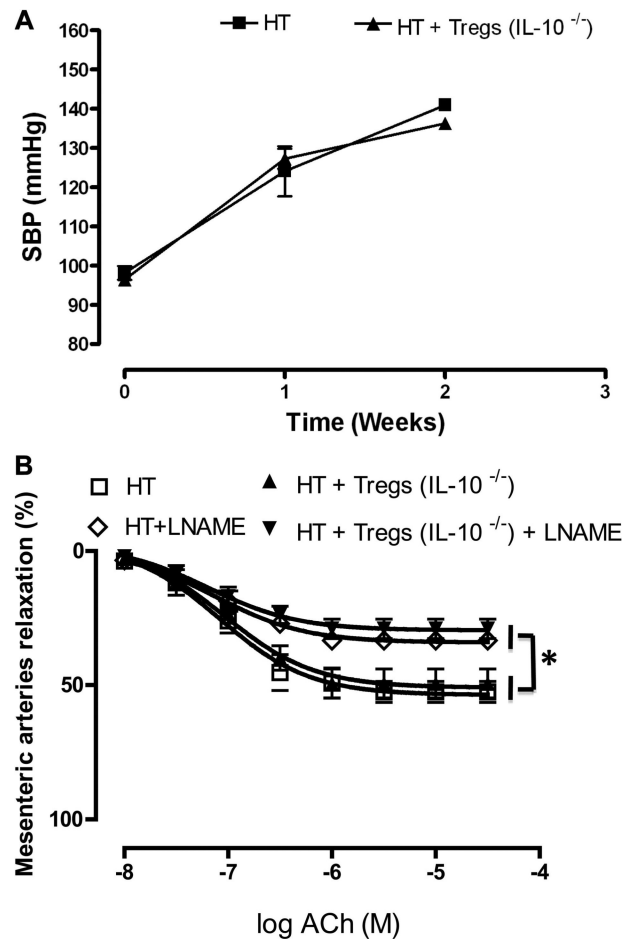 A
HT
HT + Tregs (IL-10 -/-)
160
150
140
130
120
110
100
90
80
SBP (mmHg)
0 1 2 3
Time (Weeks)
B
HT
HT + Tregs (IL-10 -/-)
HT+LNAME
HT + Tregs (IL-10 -/-) + LNAME
0
50
100
Mesenteric arteries relaxation (%)
*
-8 -7 -6 -5 -4
log ACh (M)